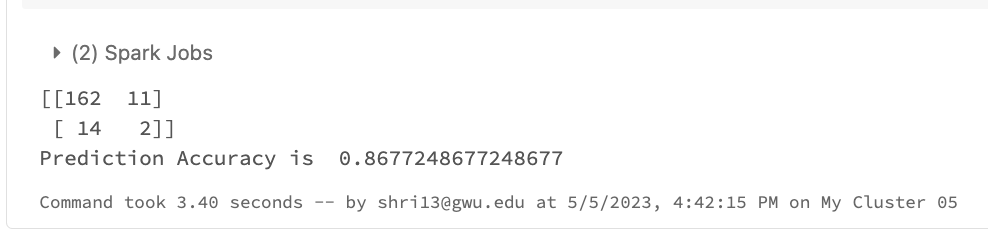 (2) Spark Jobs
[[162  11]
 [ 14   2]]
Prediction Accuracy is  0.8677248677248677
Command took 3.40 seconds -- by shri13@gwu.edu at 5/5/2023, 4:42:15 PM on My Cluster 05